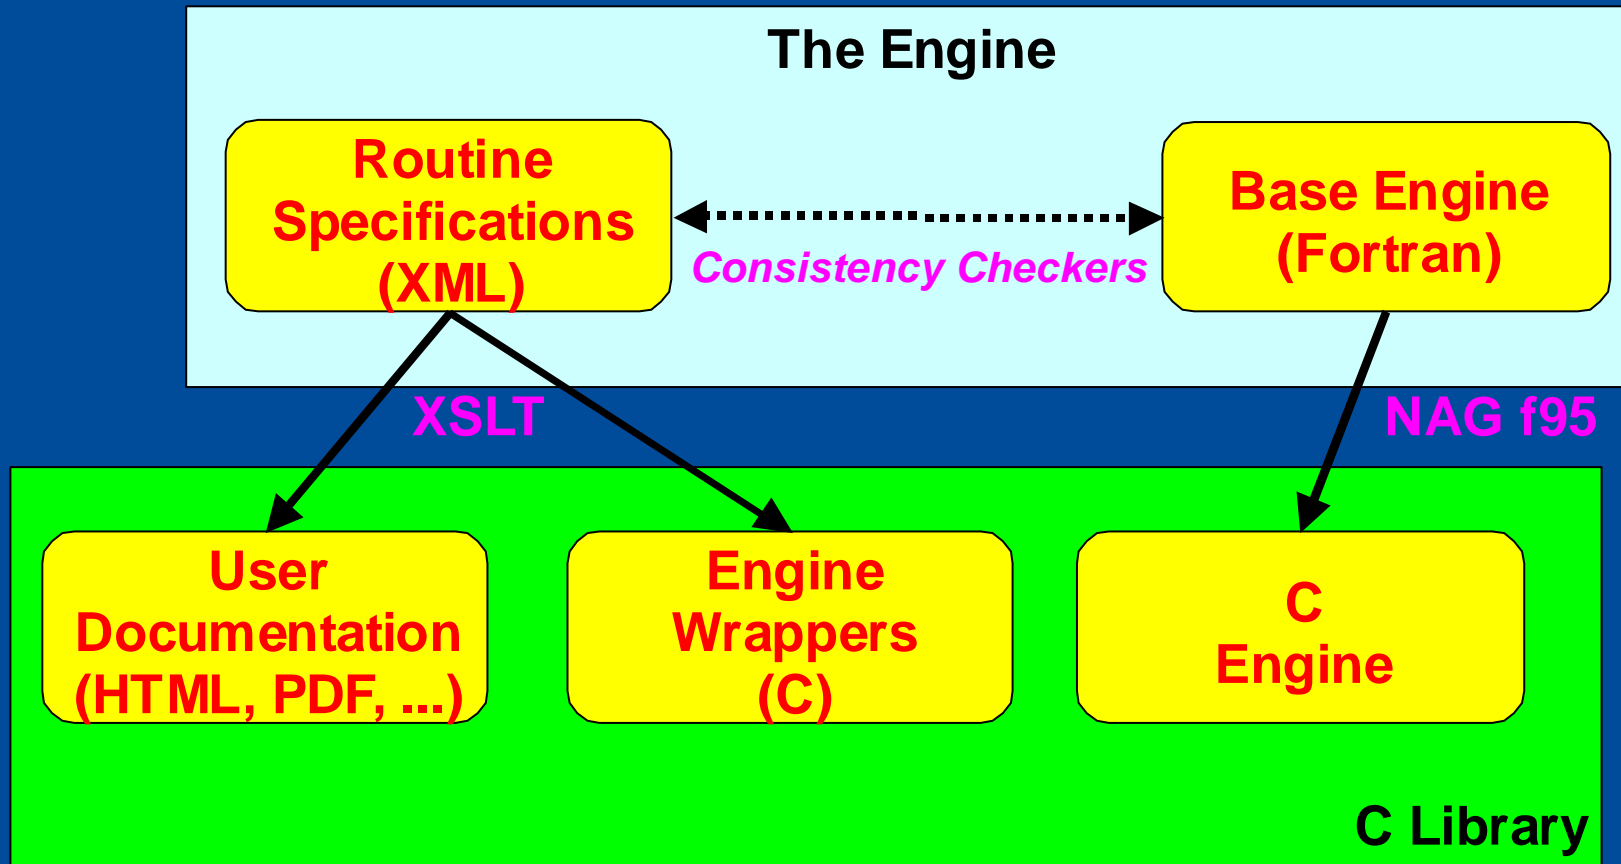 The Engine
Routine
Specifications
(XML)
Consistency Checkers
Base Engine
(Fortran)
XSLT
NAG f95
User
Documentation
(HTML, PDF, ...)
Engine
Wrappers
(C)
C
Engine
C Library